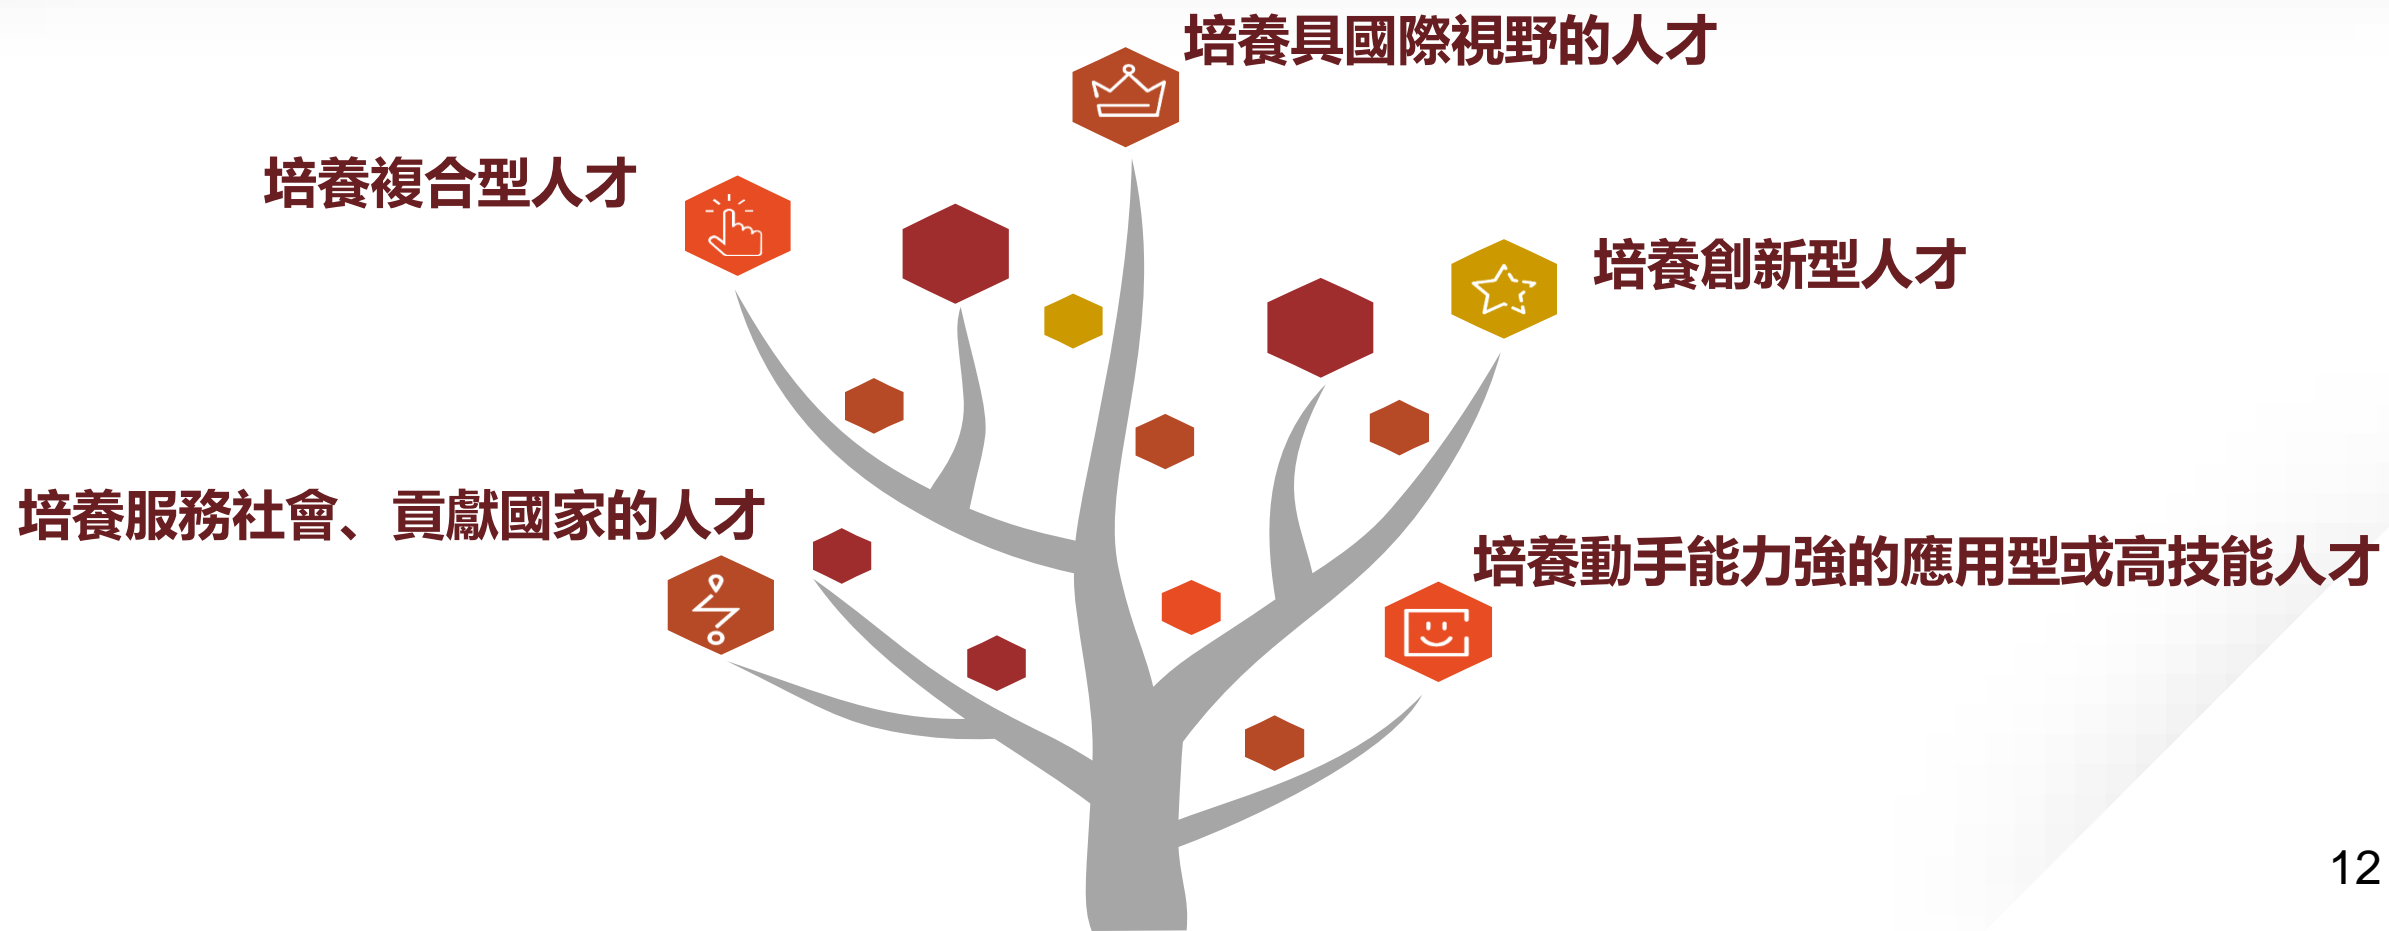 培養具國際視野的人才
培養複合型人才
培養創新型人才
培養服務社會、貢獻國家的人才
培養動手能力強的應用型或高技能人才
12